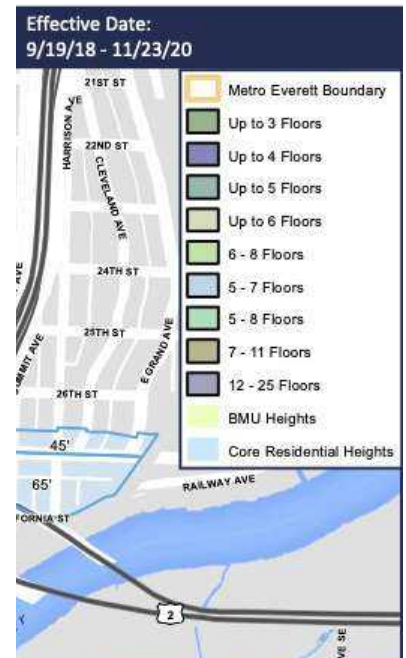 Effective Date:
9/19/18 - 11/23/20
Metro Everett Boundary
Up to 3 Floors
Up to 4 Floors
Up to 5 Floors
Up to 6 Floors
6 - 8 Floors
5 - 7 Floors
5 - 8 Floors
7 - 11 Floors
12 - 25 Floors
BMU Heights
Core Residential Heights
21ST ST
HARRISON AVE
22ND ST
CLEVELAND AVE
24TH ST
25TH ST
E GRAND AVE
UMMIT AVE
26TH ST
45'
65'
RAILWAY AVE
FORNIA ST
2
VE SE